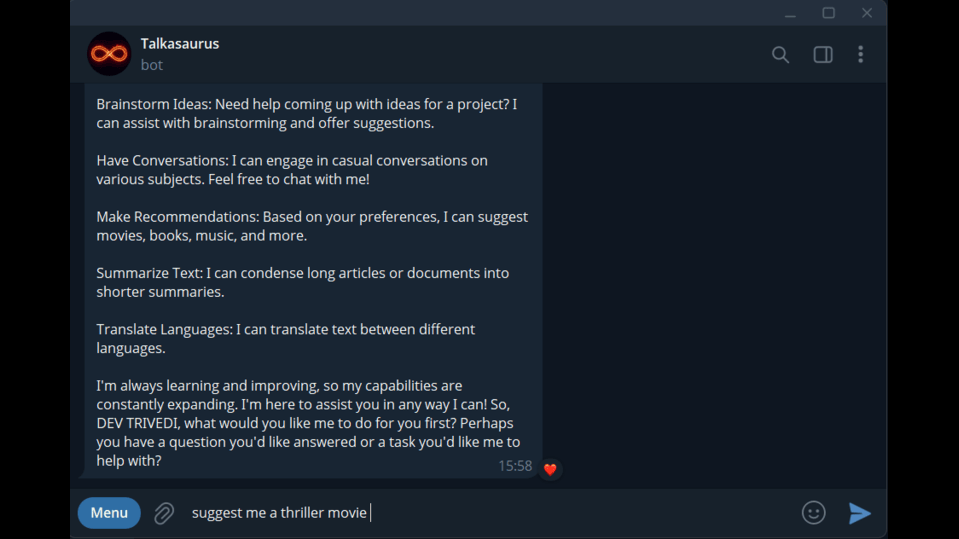 Talkasaurus
bot
Brainstorm Ideas: Need help coming up with ideas for a project? I
can assist with brainstorming and offer suggestions.
Have Conversations: I can engage in casual conversations on
various subjects. Feel free to chat with me!
Make Recommendations: Based on your preferences, I can suggest
movies, books, music, and more.
Summarize Text: I can condense long articles or documents into
shorter summaries.
Translate Languages: I can translate text between different
languages.
I'm always learning and improving, so my capabilities are
constantly expanding. I'm here to assist you in any way I can! So,
DEV TRIVEDI, what would you like me to do for you first? Perhaps
you have a question you'd like answered or a task you'd like me to
help with?
15:58
Menu
suggest me a thriller movie